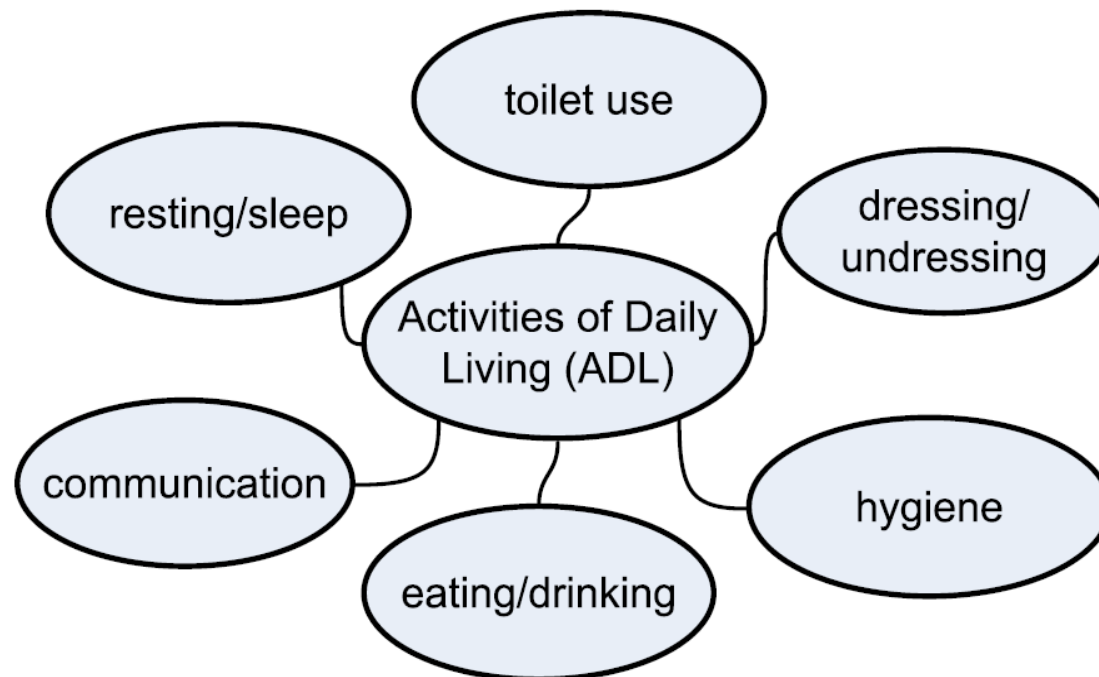 toilet use
resting/sleep
dressing/
undressing
Activities of Daily
Living (ADL)
communication
hygiene
eating/drinking